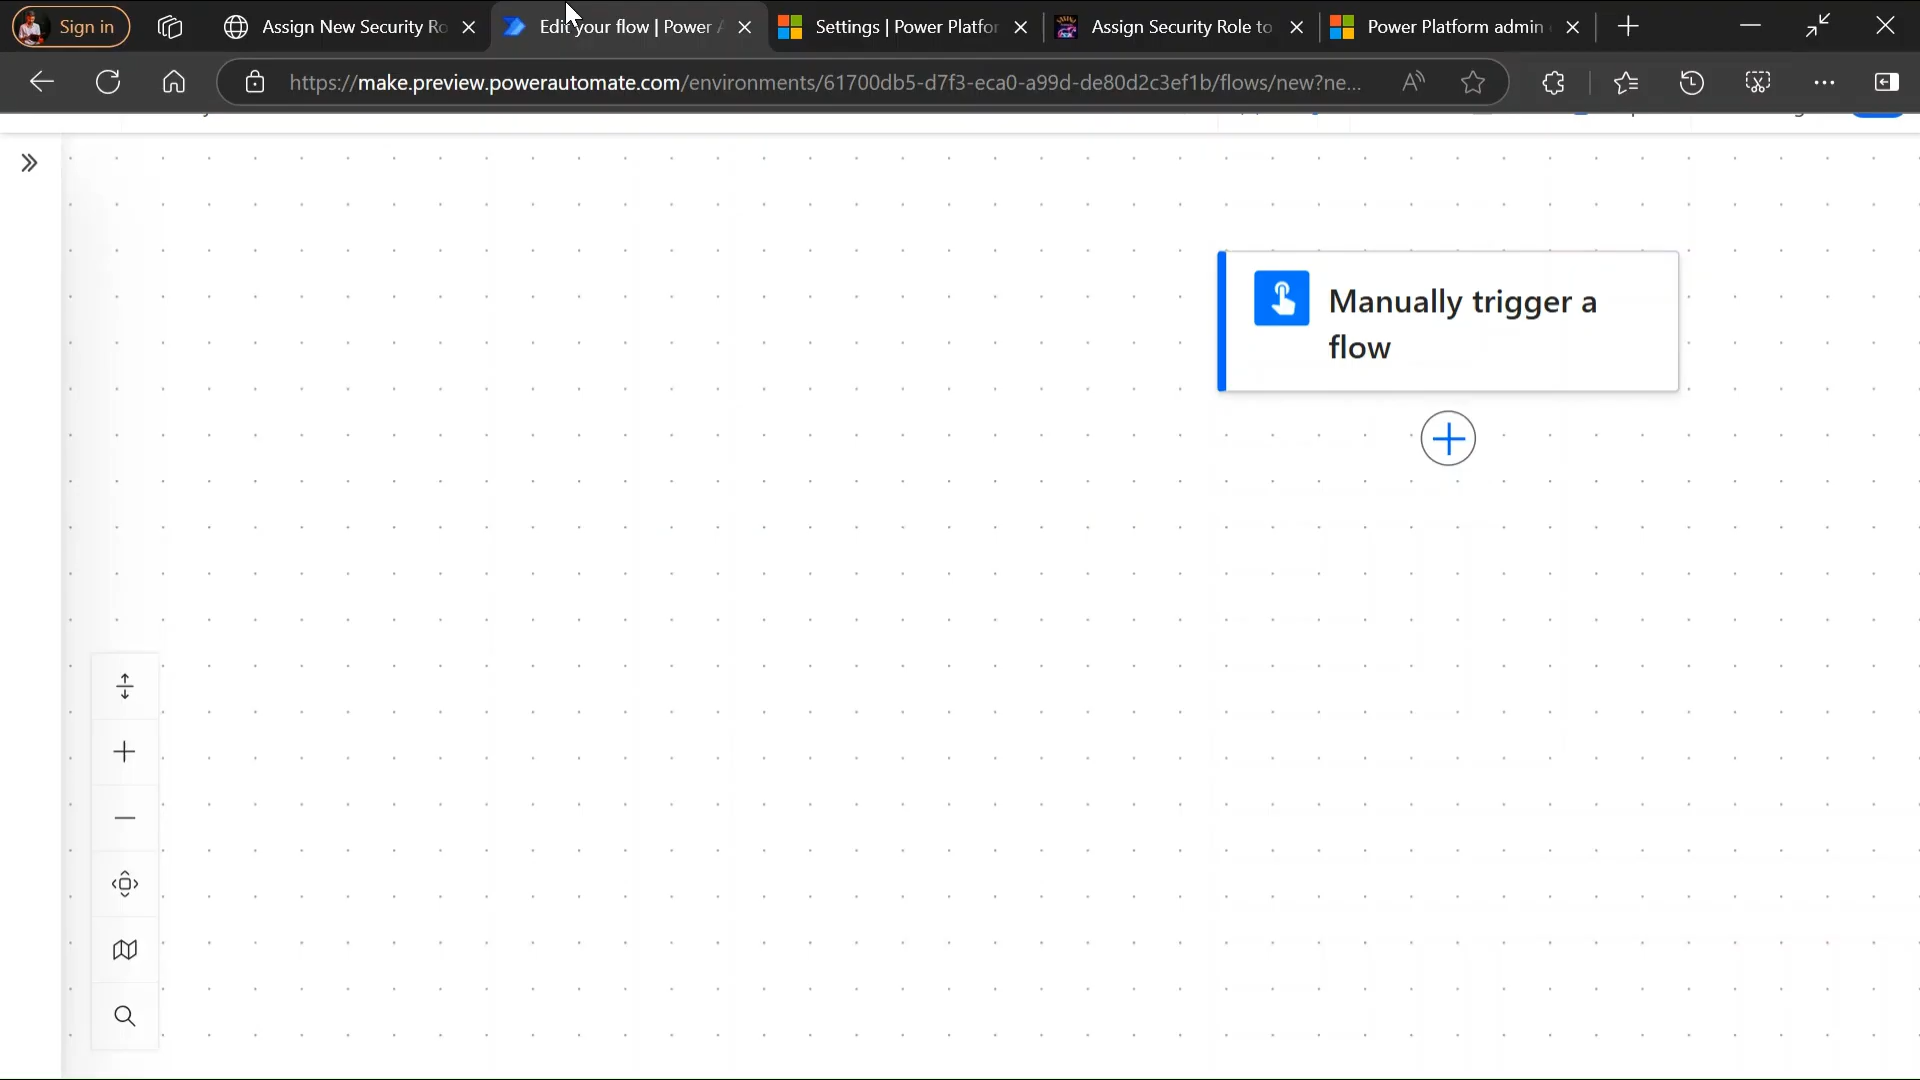 Sign in
Assign New Security Ro
Edit your flow | Power A
Settings | Power Platfor
Assign Security Role to
Power Platform admin
https://make.preview.powerautomate.com/environments/61700db5-d7f3-eca0-a99d-de80d2c3ef1b/flows/new?ne...
Manually trigger a
flow